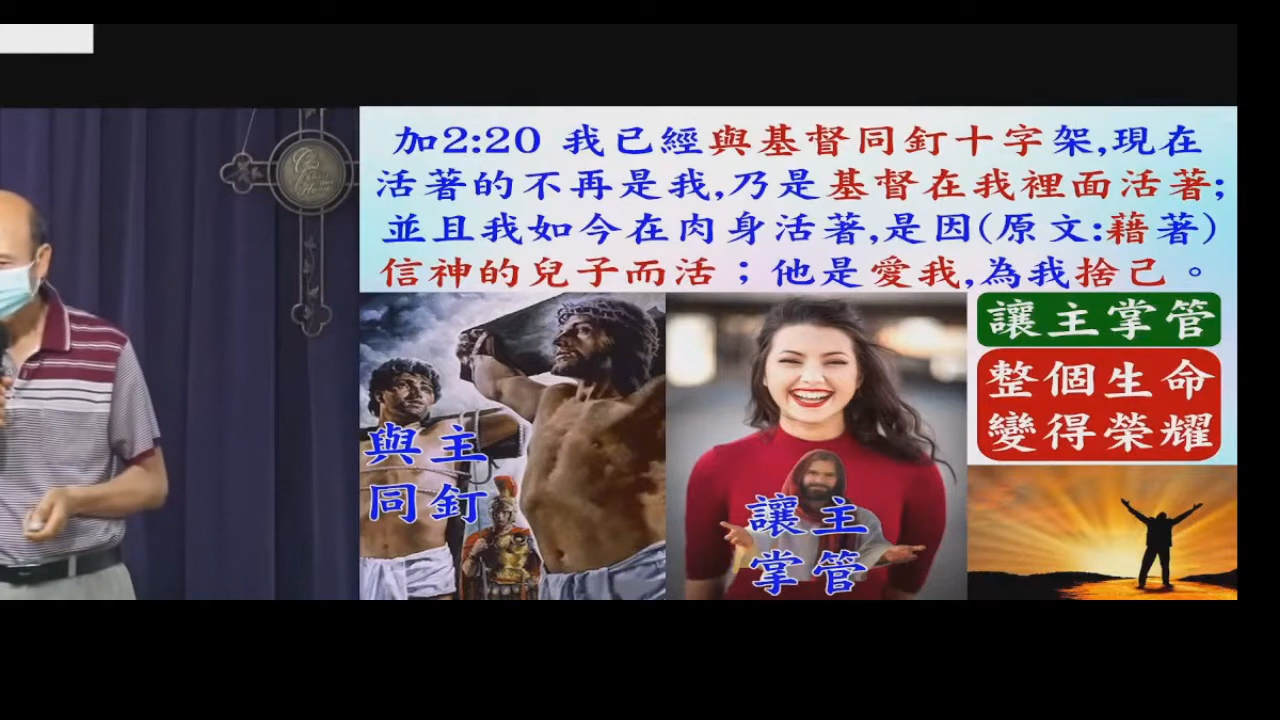 加2:20 我已經與基督同釘十字架,現在
活著的不再是我,乃是基督在我裡面活著;
並且我如今在肉身活著,是因(原文:藉著)
信神的兒子而活；他是愛我,為我捨己。
與主
同釘
讓主
掌管
讓主掌管
整個生命
變得榮耀